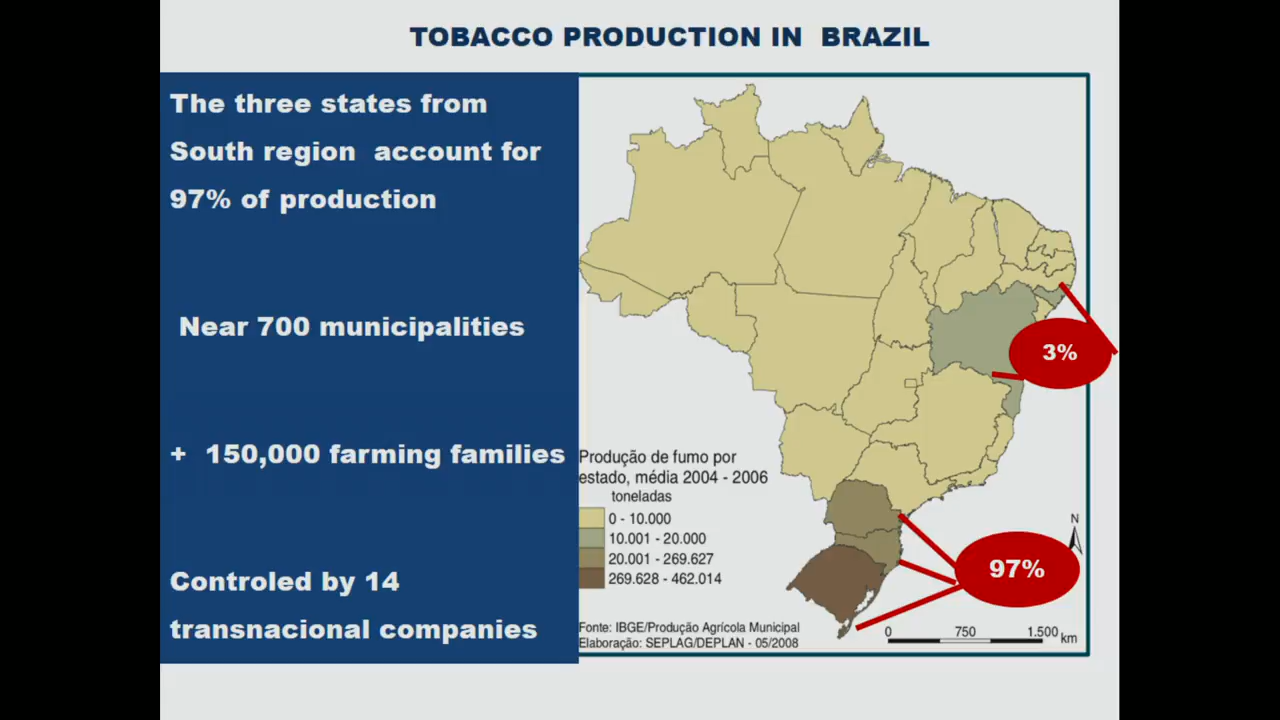 TOBACCO PRODUCTION IN BRAZIL
The three states from
South region account for
97% of production
Near 700 municipalities
+ 150,000 farming families
Controled by 14
transnacional companies
3%
Produção de fumo por
estado, média 2004 - 2006
toneladas
0 - 10.000
10.001 - 20.000
20.001 - 269.627
269.628 - 462.014
N
97%
Fonte: IBGE/Produção Agrícola Municipal
Elaboração: SEPLAG/DEPLAN - 05/2008
0 750 1.500 km